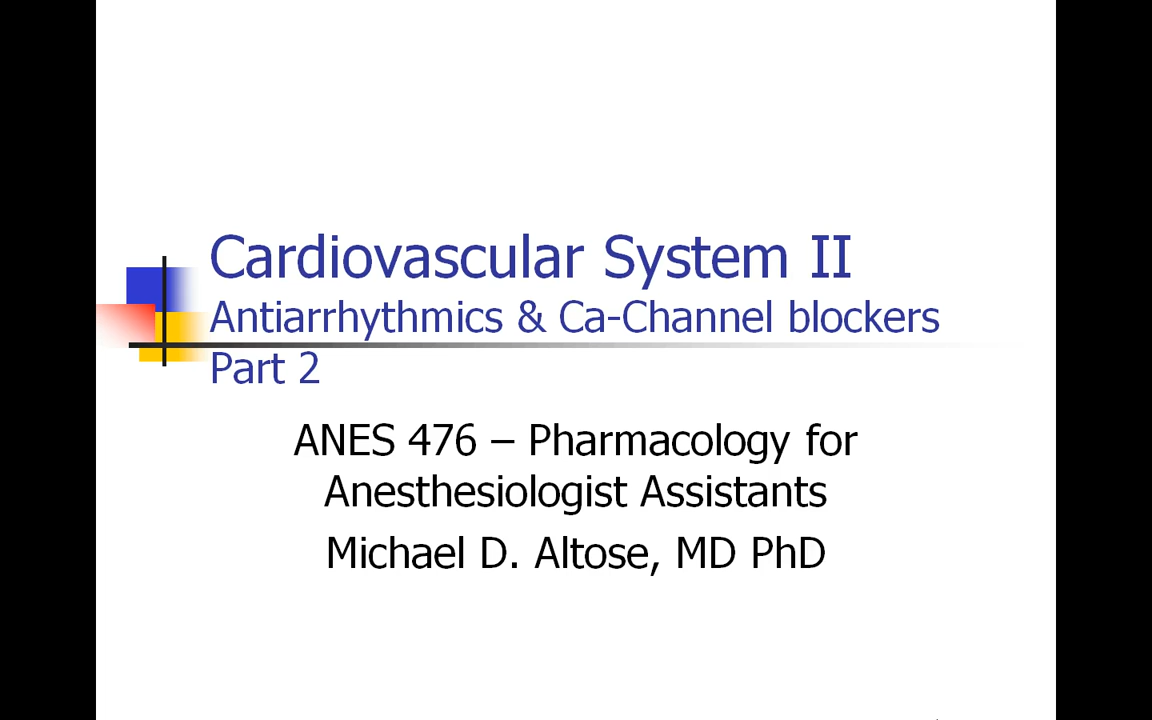 Cardiovascular System II
Antiarrhythmics & Ca-Channel blockers
Part 2
ANES 476 – Pharmacology for
Anesthesiologist Assistants
Michael D. Altose, MD PhD